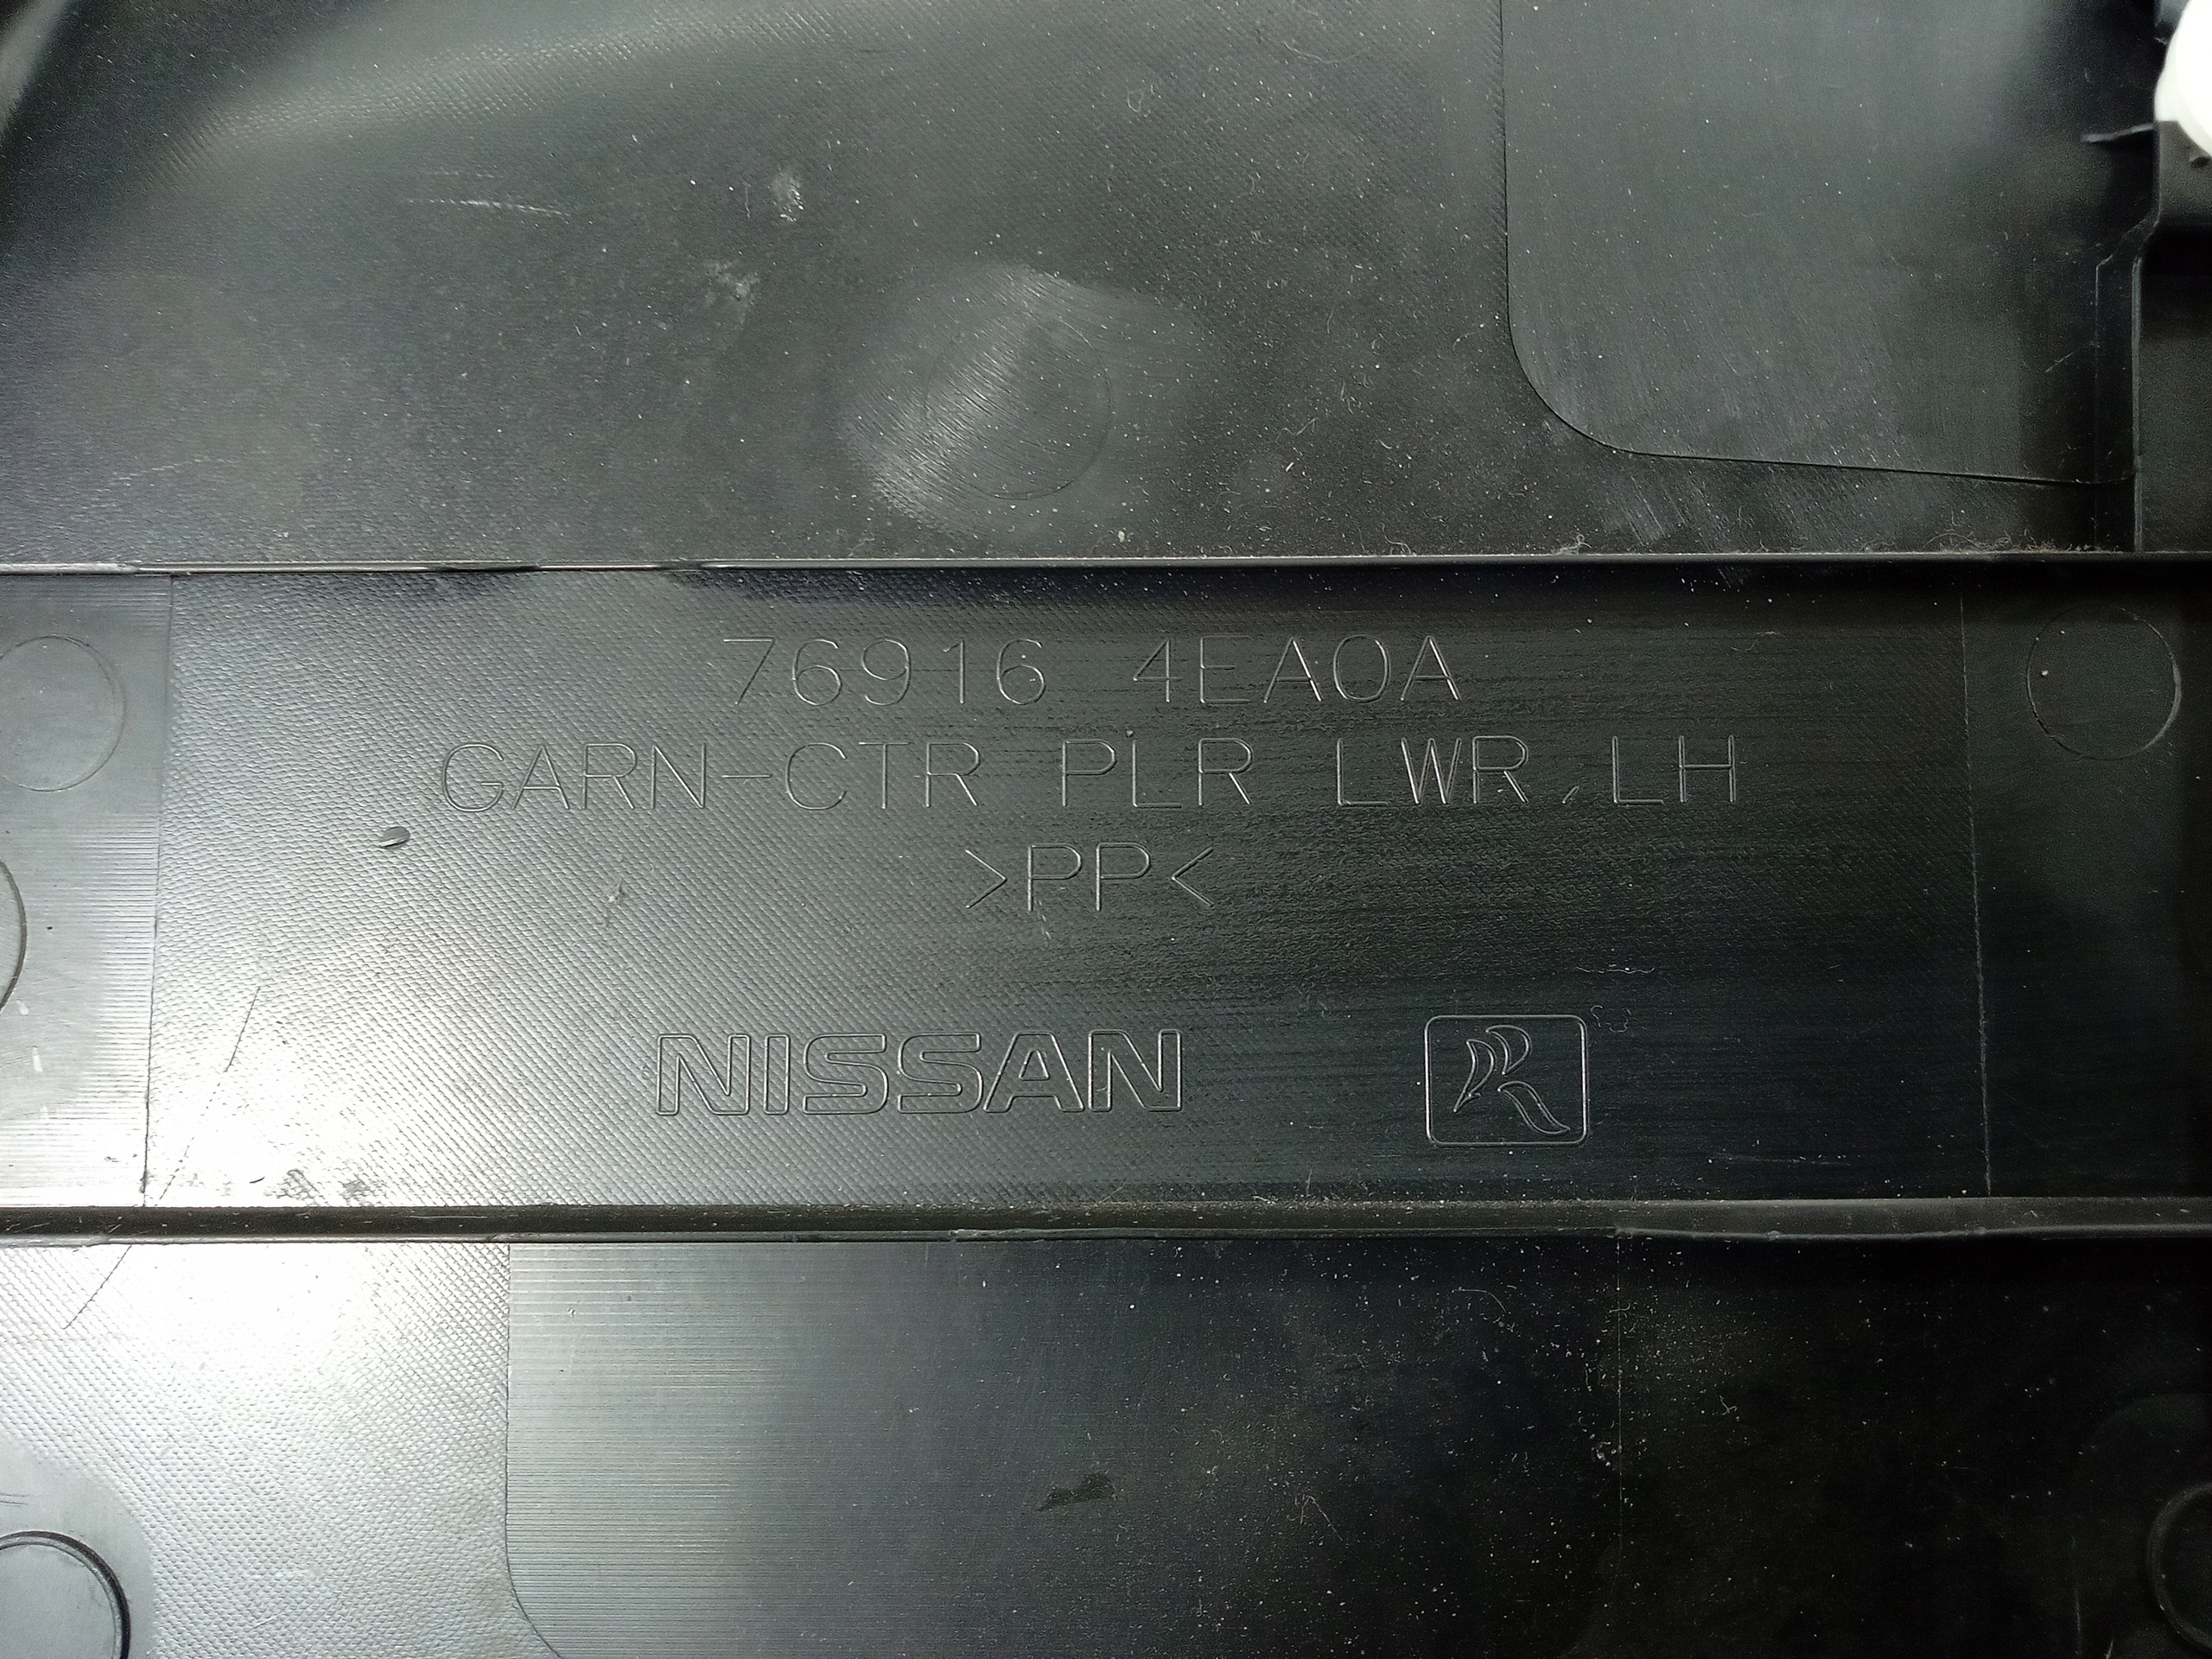 76916 4EA0A
GARN-CTR PLR LWR,LH
>PP<
NISSAN R